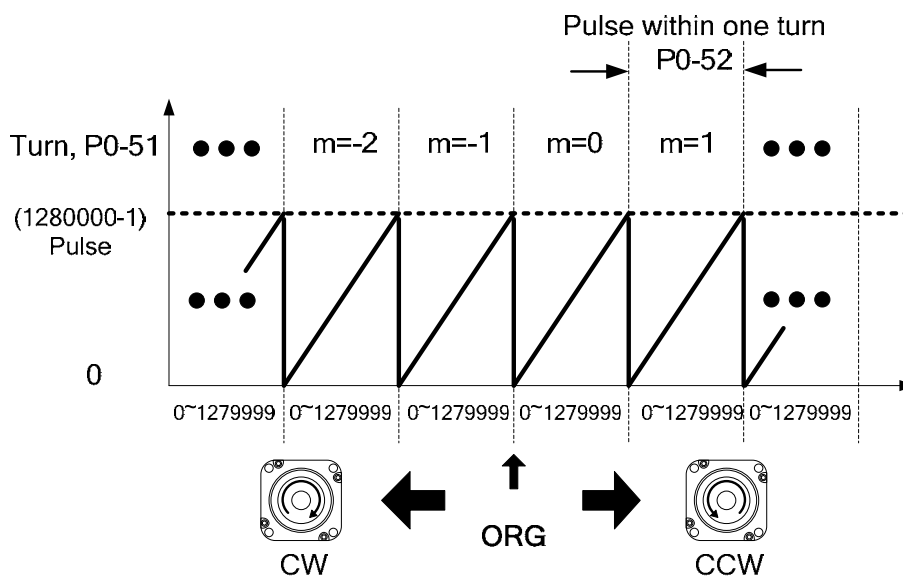 Pulse within one turn
P0-52
Turn, P0-51
m=-2
m=-1
m=0
m=1
(1280000-1)
Pulse
0
0~1279999
0~1279999
0~1279999
0~1279999
0~1279999
0~1279999
ORG
CW
CCW